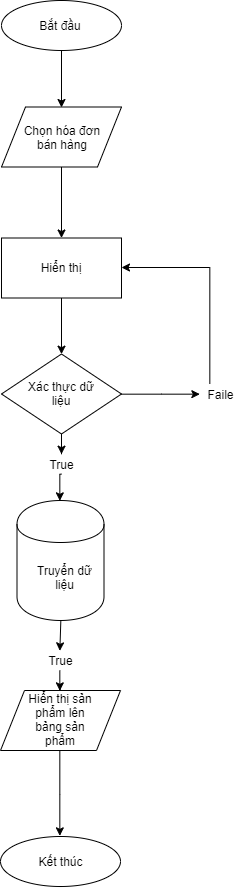 Bắt đầu
Chọn hóa đơn
bán hàng
Hiển thị
Xác thực dữ
liệu
Faile
True
Truyển dữ
liệu
True
Hiển thị sản
phẩm lên
bảng sản
phẩm
Kết thúc